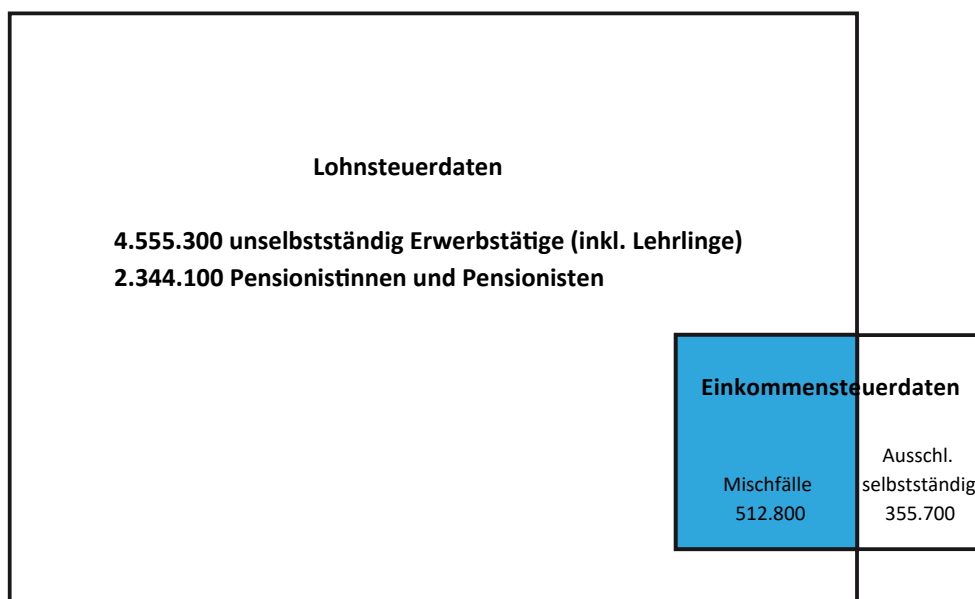 Lohnsteuerdaten
4.555.300 unselbstständig Erwerbstätige (inkl. Lehrlinge)
2.344.100 Pensionistinnen und Pensionisten
Einkommensteuerdaten
Mischfälle
512.800
Ausschl.
selbstständig
355.700